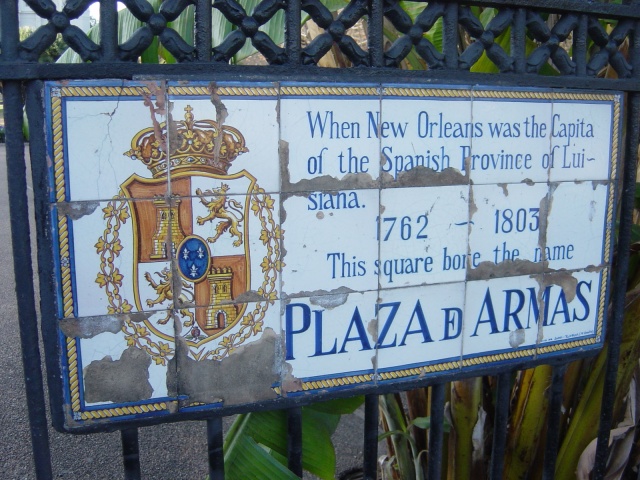 When New Orleans was the Capita
of the Spanish Province of Lui-
siana.
1762 - 1803
This square bore the name
PLAZA D ARMAS